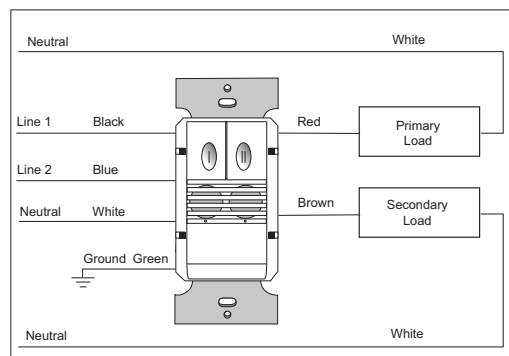 Neutral White
Line 1 Black Red Primary Load
I II
Line 2 Blue
Neutral White Brown Secondary Load
Ground Green
Neutral White